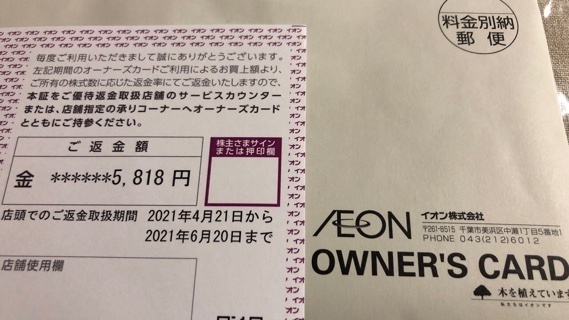 毎度ご利用いただきまして誠にありがとうございます。
左記期間のオーナーズカードご利用によるお買上額より、
ご所有の株式数に応じた返金率にてご返金いたしますので、
本証をご優待返金取扱店舗のサービスカウンター
または、店舗指定の承りコーナーへオーナーズカード
とともにご持参ください。
ご返金額
金 ******5,818 円
株主さまサイン
または押印欄
店頭でのご返金取扱期間 2021年4月21日から
2021年6月20日まで
店舗使用欄
料金別納
郵便
AEON
イオン株式会社
〒261-8515 千葉市美浜区中瀬1丁目5番地1
PHONE 043(212)6012
OWNER'S CARD
木を植えています
私たちはイオンです